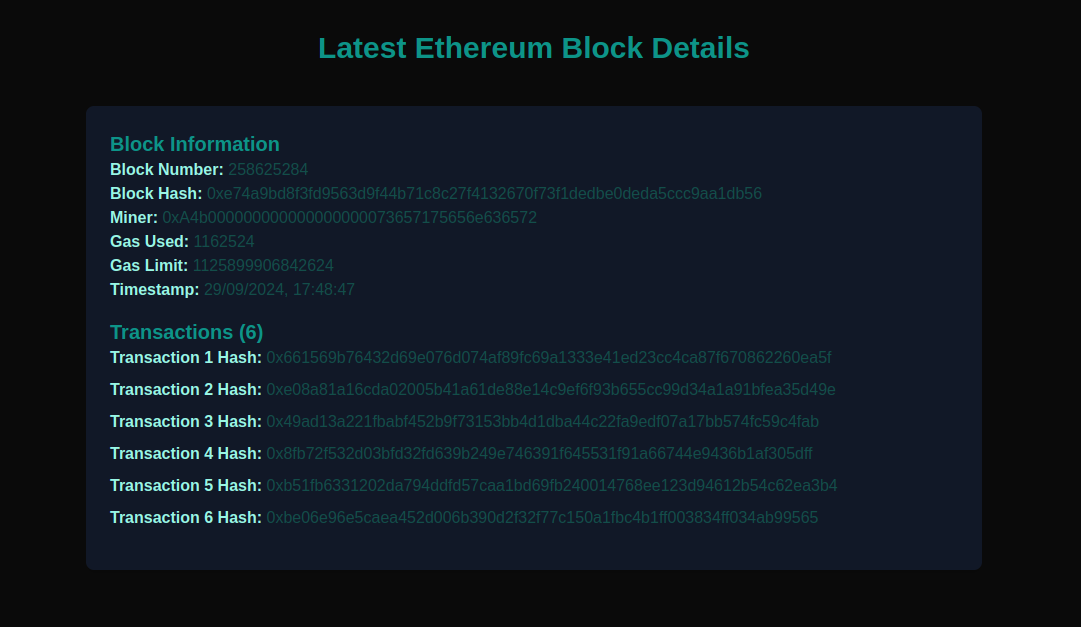 Latest Ethereum Block Details
Block Information
Block Number: 258625284
Block Hash: 0xe74a9bd8f3fd9563d9f44b71c8c27f4132670f73f1dedbe0deda5ccc9aa1db56
Miner: 0xA4b000000000000000000073657175656e636572
Gas Used: 1162524
Gas Limit: 1125899906842624
Timestamp: 29/09/2024, 17:48:47
Transactions (6)
Transaction 1 Hash: 0x661569b76432d69e076d074af89fc69a1333e41ed23cc4ca87f670862260ea5f
Transaction 2 Hash: 0xe08a81a16cda02005b41a61de88e14c9ef6f93b655cc99d34a1a91bfea35d49e
Transaction 3 Hash: 0x49ad13a221fbabf452b9f73153bb4d1dba44c22fa9edf07a17bb574fc59c4fab
Transaction 4 Hash: 0x8fb72f532d03bfd32fd639b249e746391f645531f91a66744e9436b1af305dff
Transaction 5 Hash: 0xb51fb6331202da794ddfd57caa1bd69fb240014768ee123d94612b54c62ea3b4
Transaction 6 Hash: 0xbe06e96e5caea452d006b390d2f32f77c150a1fbc4b1ff003834ff034ab99565